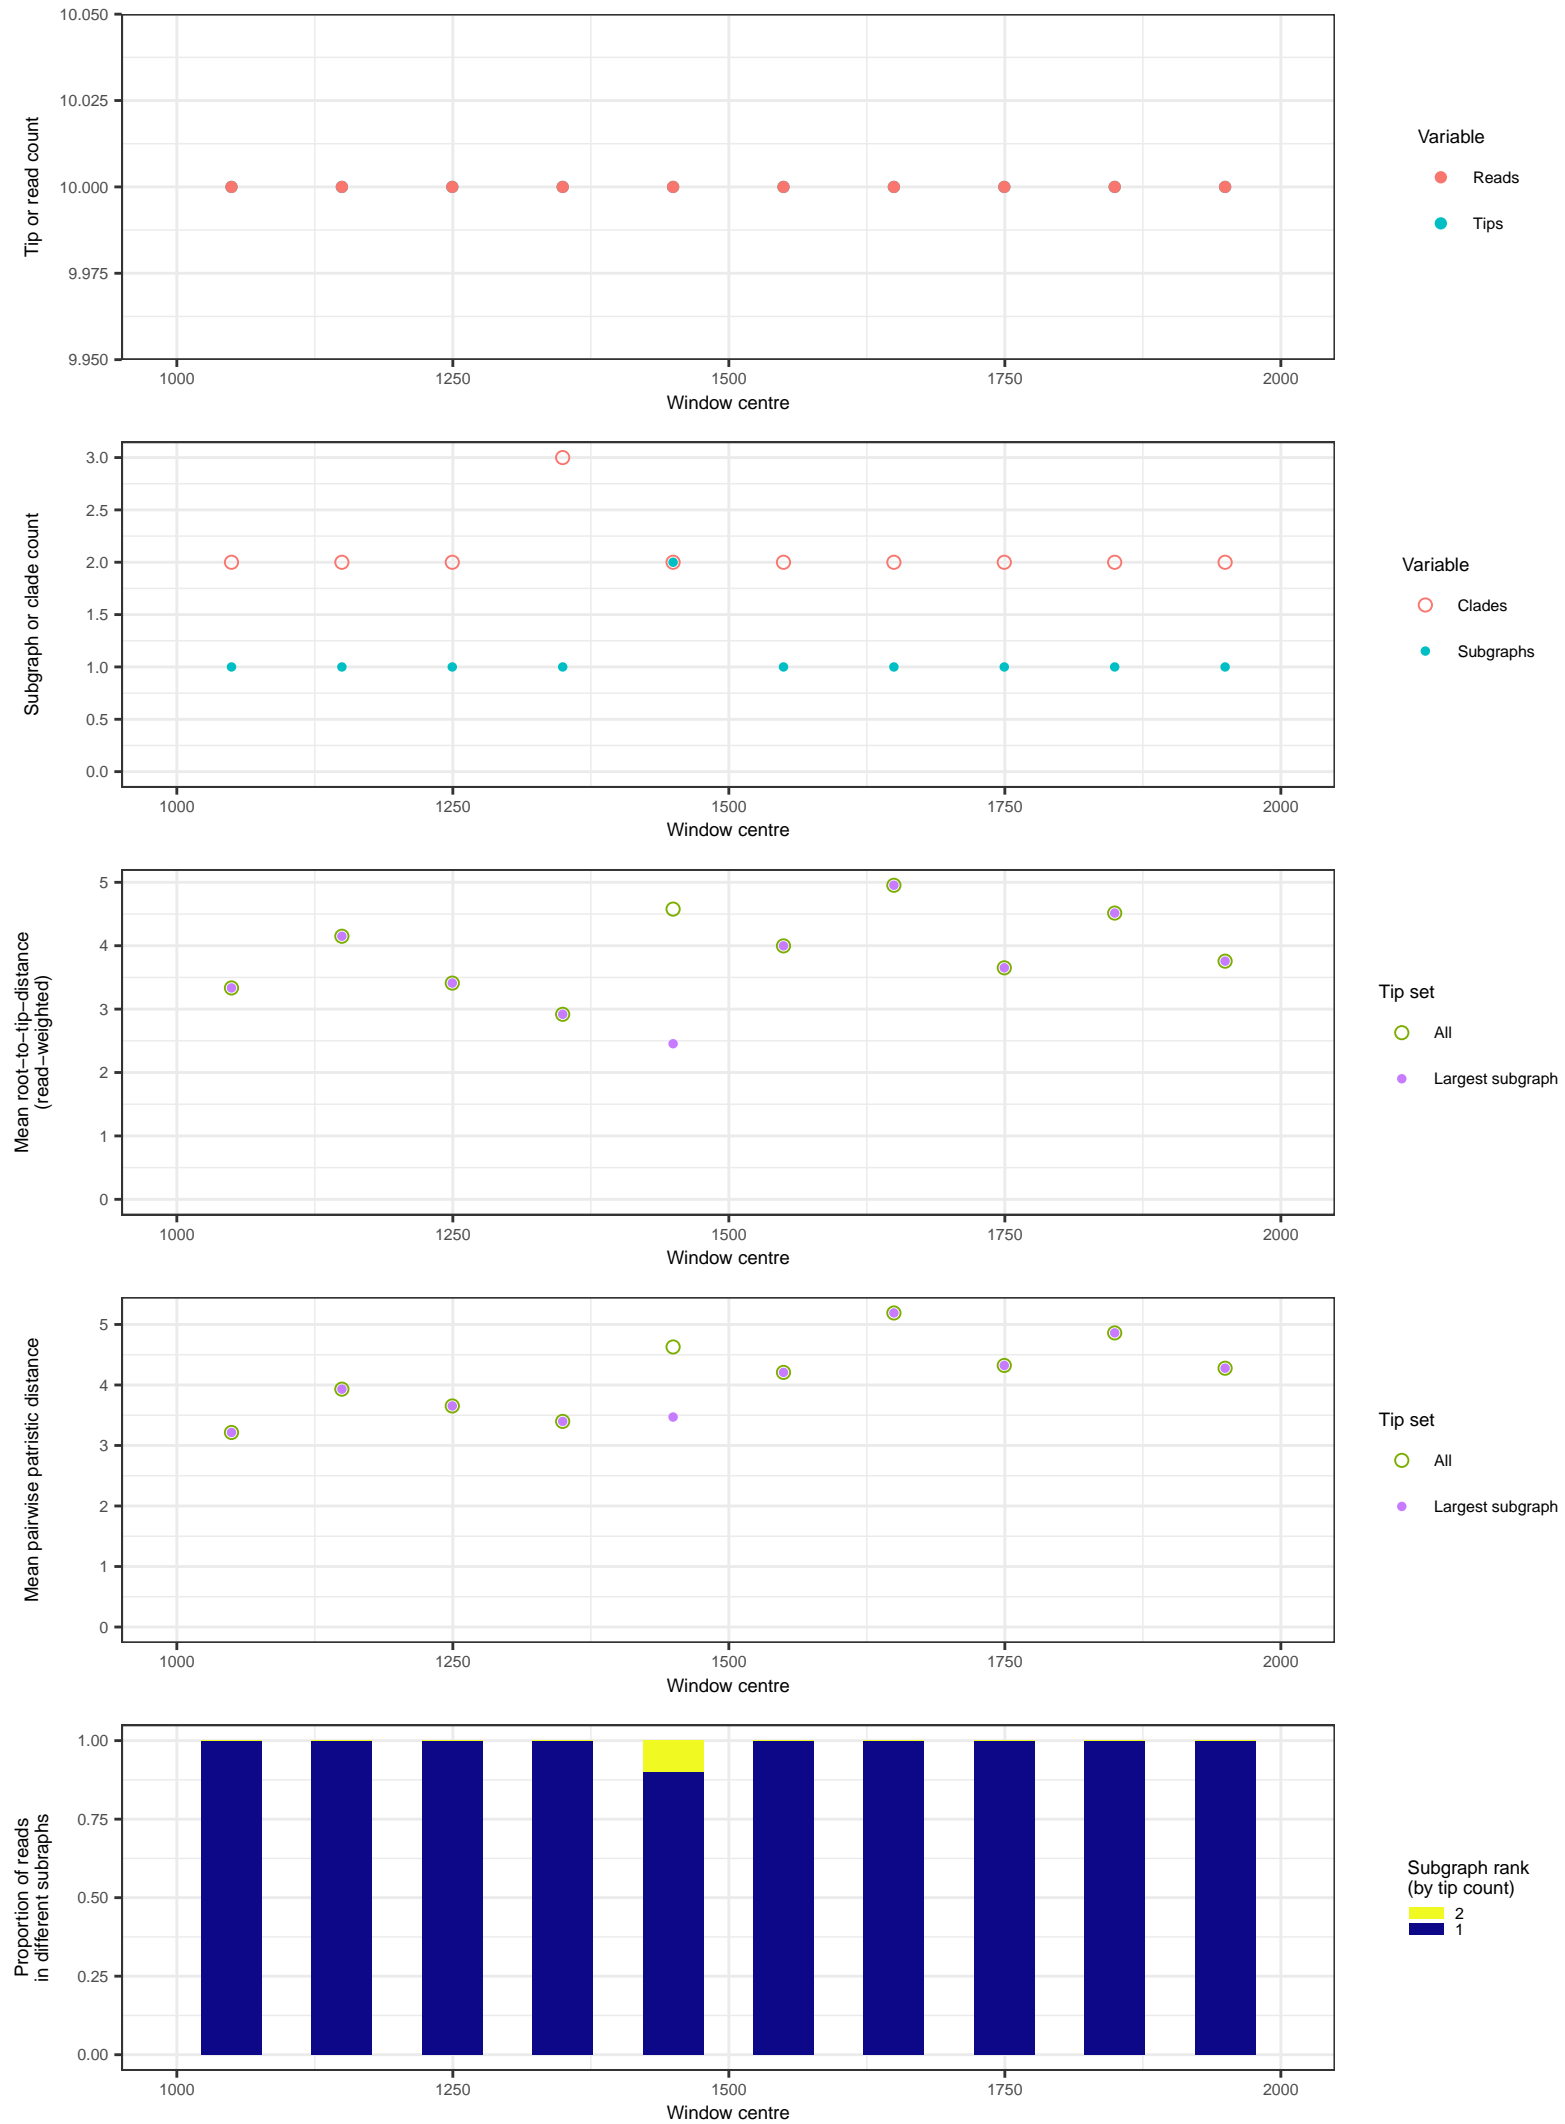 10.050
10.025
10.000
9.975
9.950
Tip or read count
1000
1250
1500
1750
2000
Window centre
Variable
Reads
Tips
3.0
2.5
2.0
1.5
1.0
0.5
0.0
Subgraph or clade count
1000
1250
1500
1750
2000
Window centre
Variable
Clades
Subgraphs
5
4
3
2
1
0
Mean root−to−tip−distance
(read−weighted)
1000
1250
1500
1750
2000
Window centre
Tip set
All
Largest subgraph
5
4
3
2
1
0
Mean pairwise patristic distance
1000
1250
1500
1750
2000
Window centre
Tip set
All
Largest subgraph
1.00
0.75
0.50
0.25
0.00
Proportion of reads
in different subraphs
1000
1250
1500
1750
2000
Window centre
Subgraph rank
(by tip count)
2
1